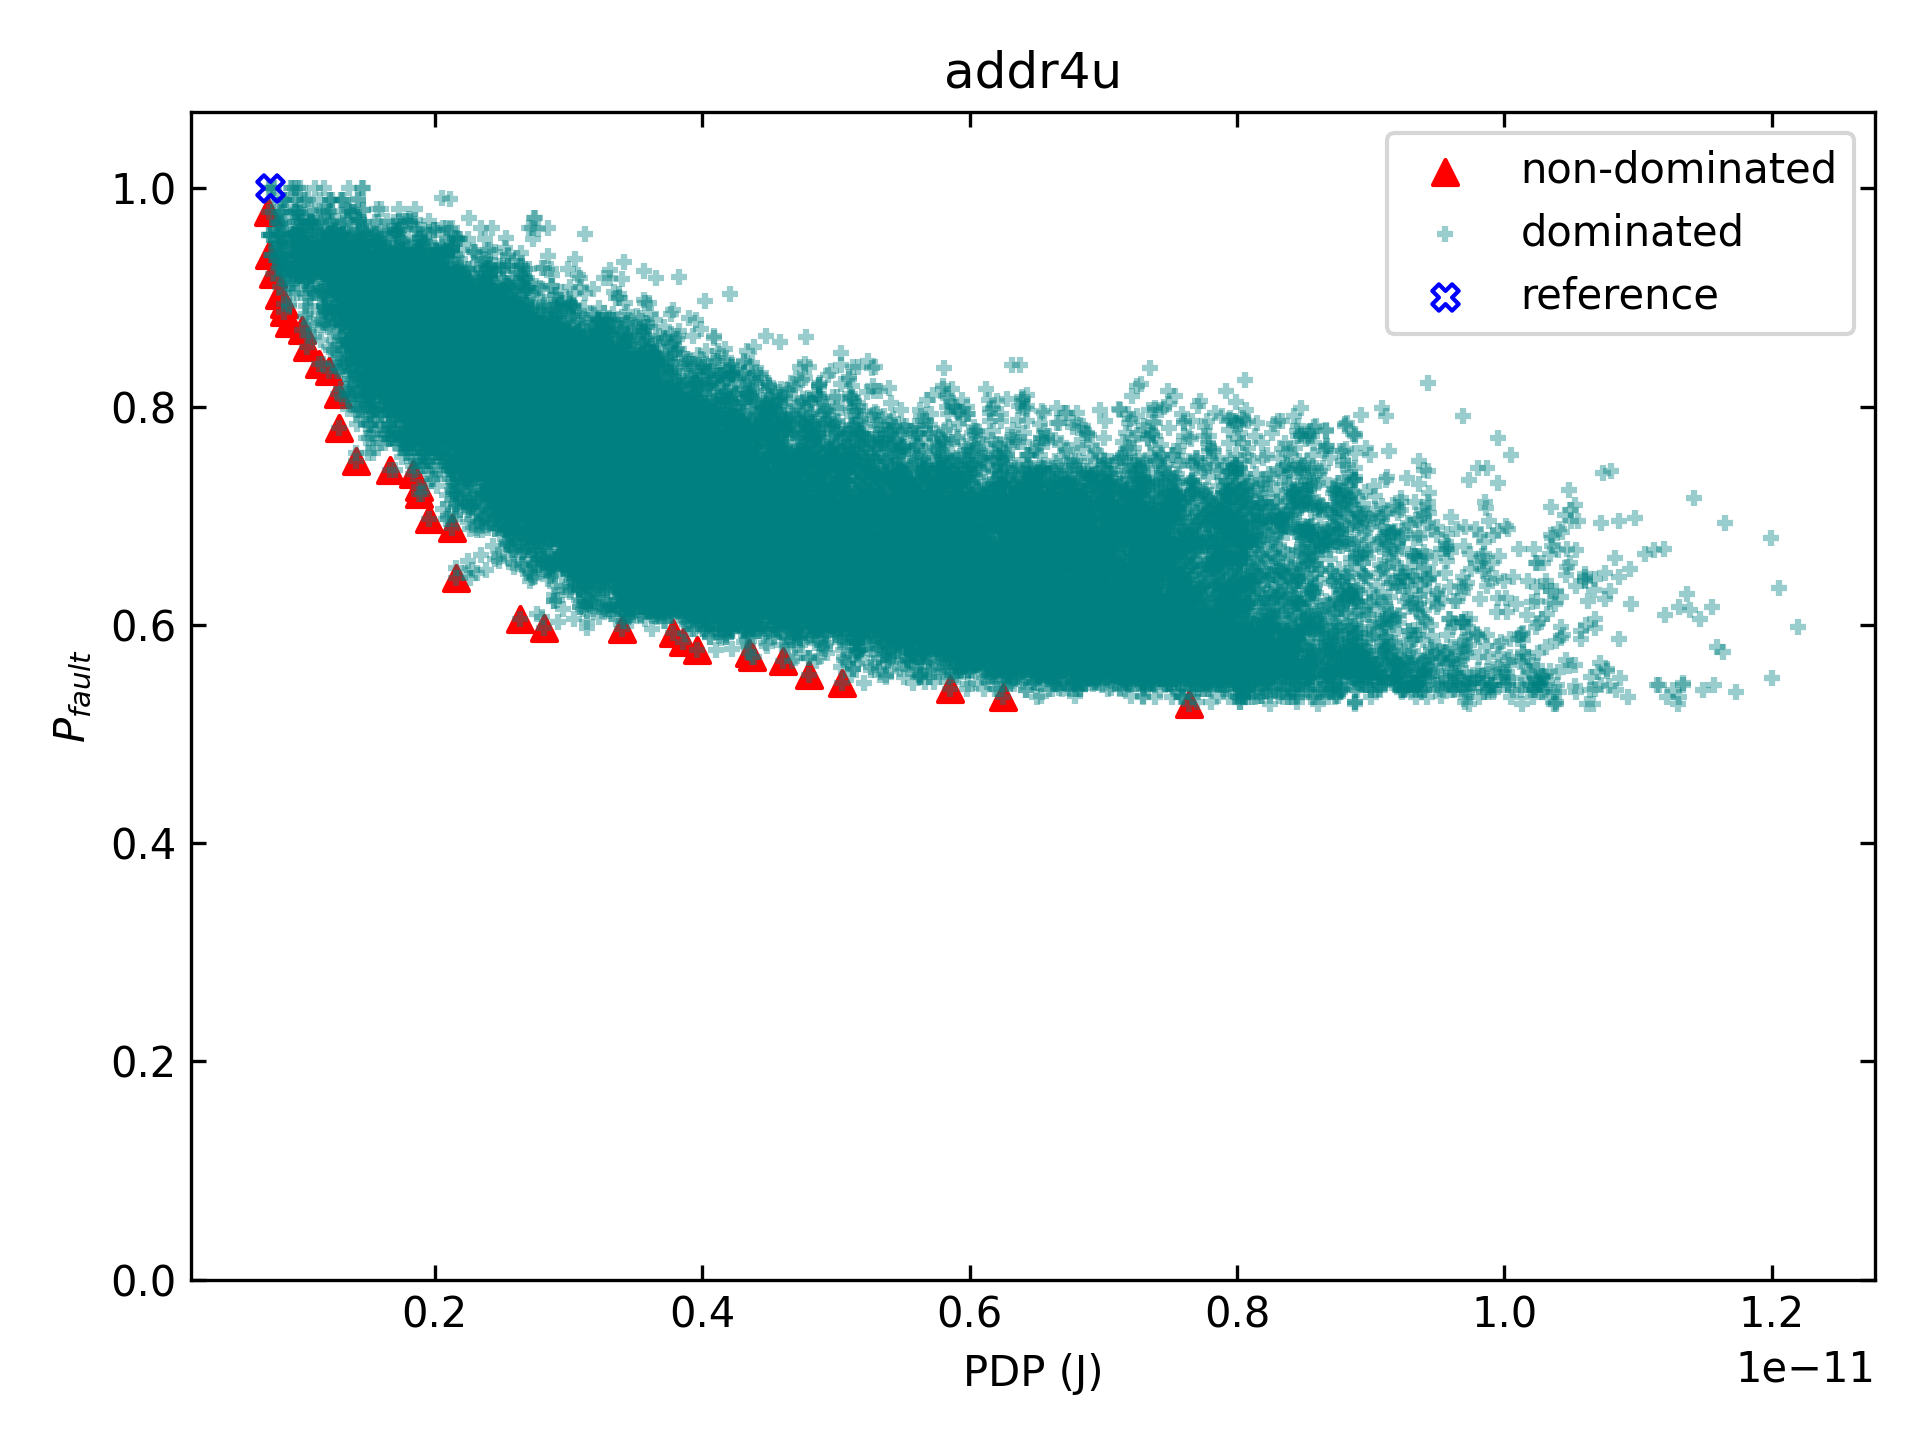 addr4u
non-dominated
dominated
reference
1.0
0.8
0.6
0.4
0.2
0.0
P_fault
0.2 0.4 0.6 0.8 1.0 1.2
1e−11
PDP (J)